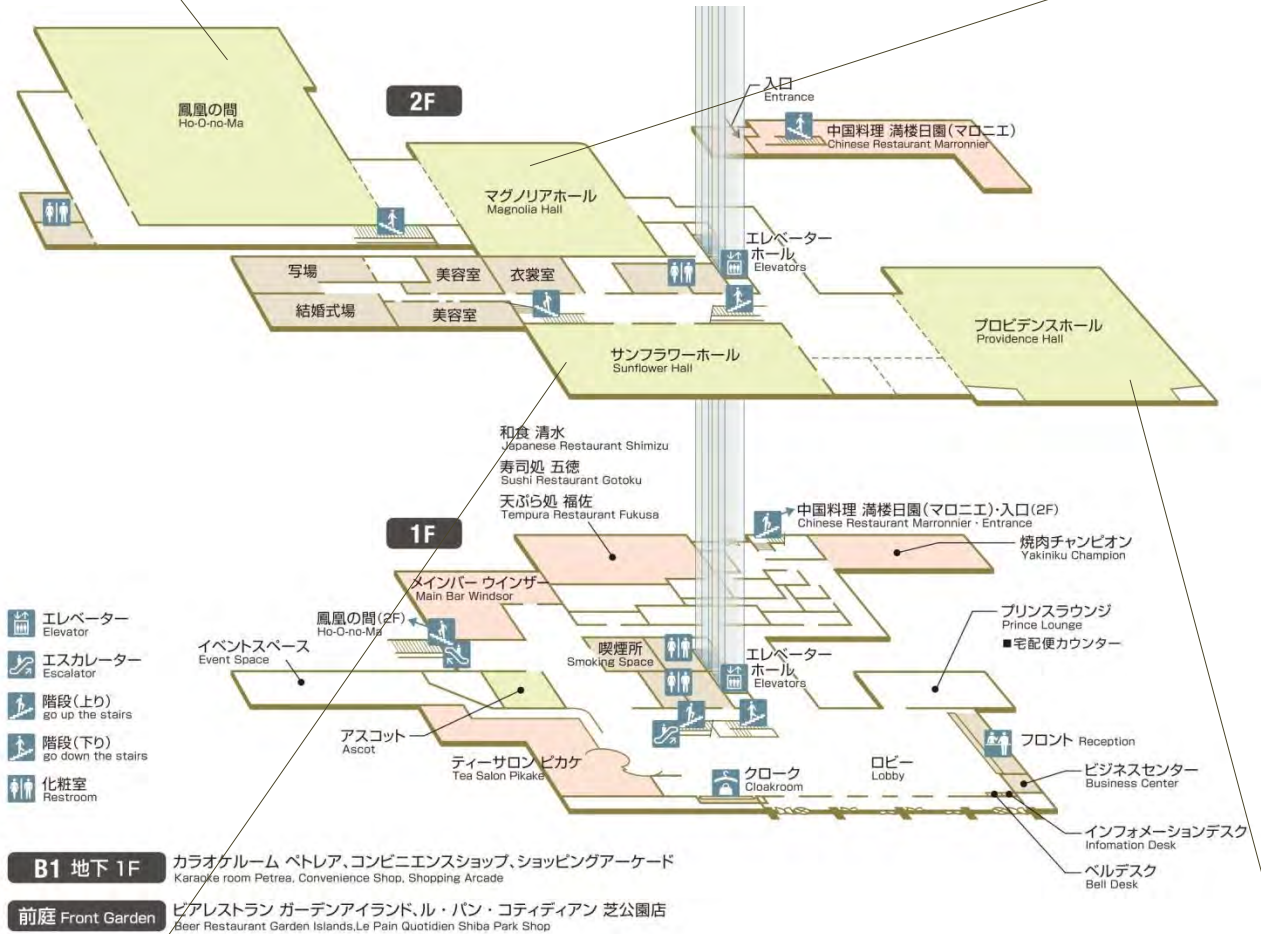 2F
鳳凰の間
Ho-O-no-Ma
入口
Entrance
中国料理 満楼日園(マロニエ)
Chinese Restaurant Marronnier
マグノリアホール
Magnolia Hall
エレベーター
ホール
Elevators
写場
美容室
衣裳室
結婚式場
美容室
サンフラワーホール
Sunflower Hall
プロビデンスホール
Providence Hall
和食 清水
Japanese Restaurant Shimizu
寿司処 五徳
Sushi Restaurant Gotoku
天ぷら処 福佐
Tempura Restaurant Fukusa
1F
中国料理 満楼日園(マロニエ)・入口(2F)
Chinese Restaurant Marronnier・Entrance
焼肉チャンピオン
Yakiniku Champion
メインバー ウインザー
Main Bar Windsor
鳳凰の間(2F)
Ho-O-no-Ma
イベントスペース
Event Space
喫煙所
Smoking Space
エレベーター
ホール
Elevators
プリンスラウンジ
Prince Lounge
■宅配便カウンター
アスコット
Ascot
ティーサロン ピカケ
Tea Salon Pikake
クローク
Cloakroom
ロビー
Lobby
フロント Reception
ビジネスセンター
Business Center
インフォメーションデスク
Infomation Desk
ベルデスク
Bell Desk
エレベーター
Elevator
エスカレーター
Escalator
階段(上り)
go up the stairs
階段(下り)
go down the stairs
化粧室
Restroom
B1 地下 1F
カラオケルーム ペトレア、コンビニエンスショップ、ショッピングアーケード
Karaoke room Petrea, Convenience Shop, Shopping Arcade
前庭 Front Garden
ビアレストラン ガーデンアイランド、ル・パン・コティディアン 芝公園店
Beer Restaurant Garden Islands,Le Pain Quotidien Shiba Park Shop